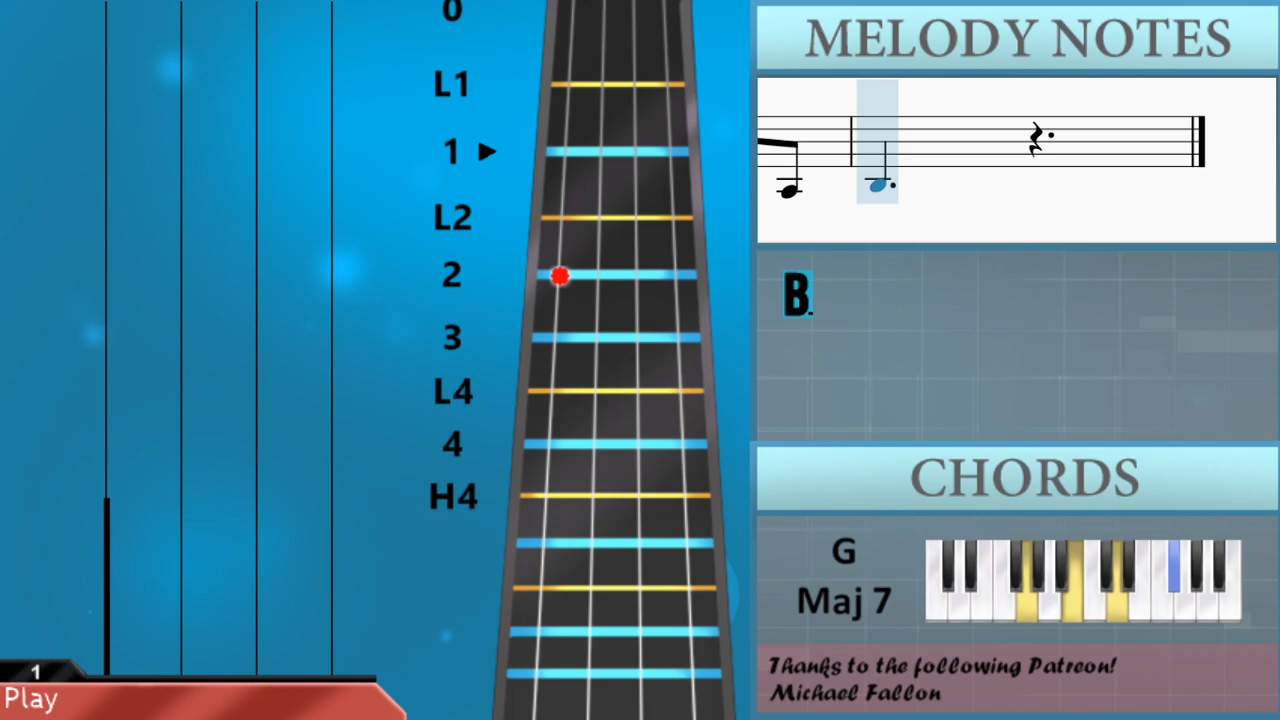 0
L1
1
L2
2
3
L4
4
H4
1
Play
MELODY NOTES
B.
CHORDS
G
Maj 7
Thanks to the following Patreon!
Michael Fallon